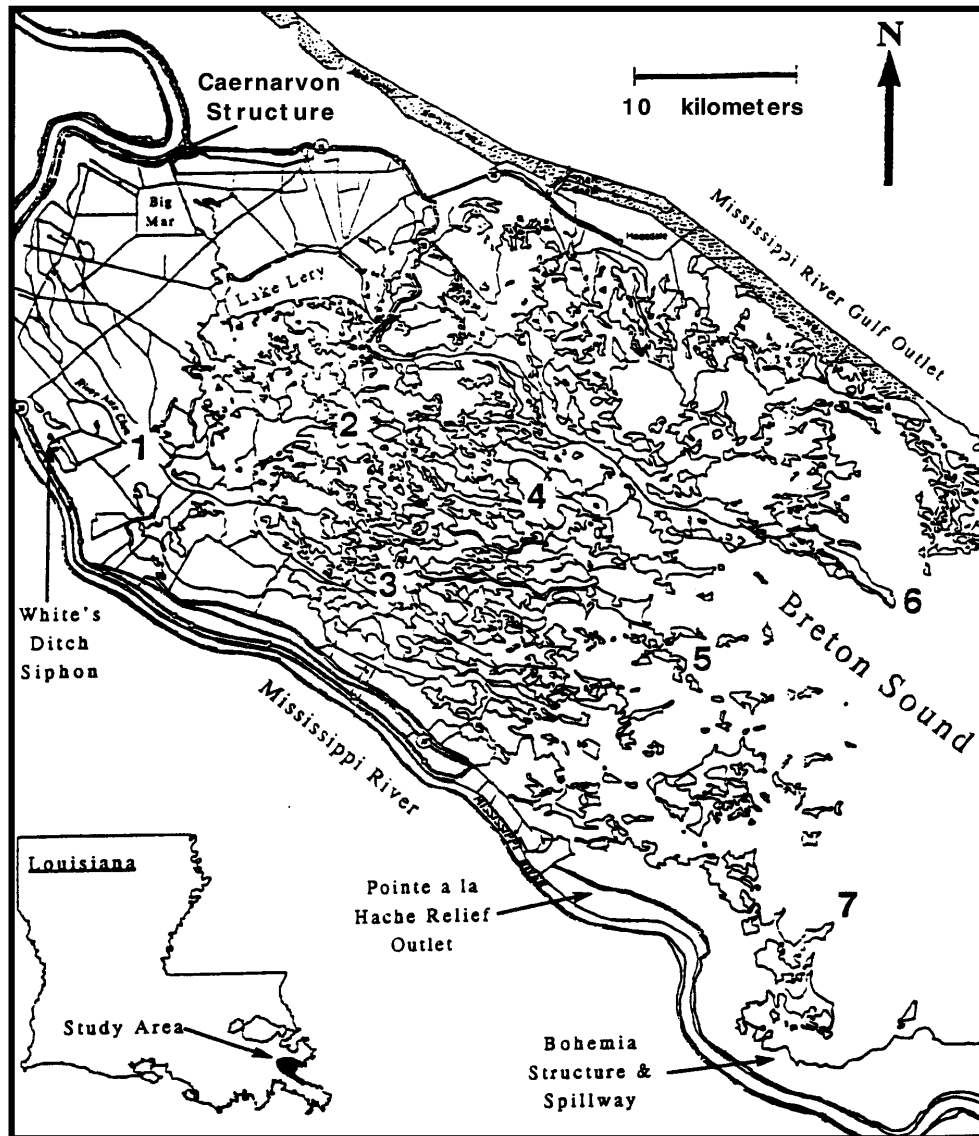 N
Caernarvon
Structure
10 kilometers
Big
Mar
Mississippi River Gulf Outlet
Lake Lery
1
2
4
3
6
White's
Ditch
Siphon
5
Breton Sound
Mississippi River
Louisiana
Pointe a la
Hache Relief
Outlet
7
Study Area
Bohemia
Structure &
Spillway